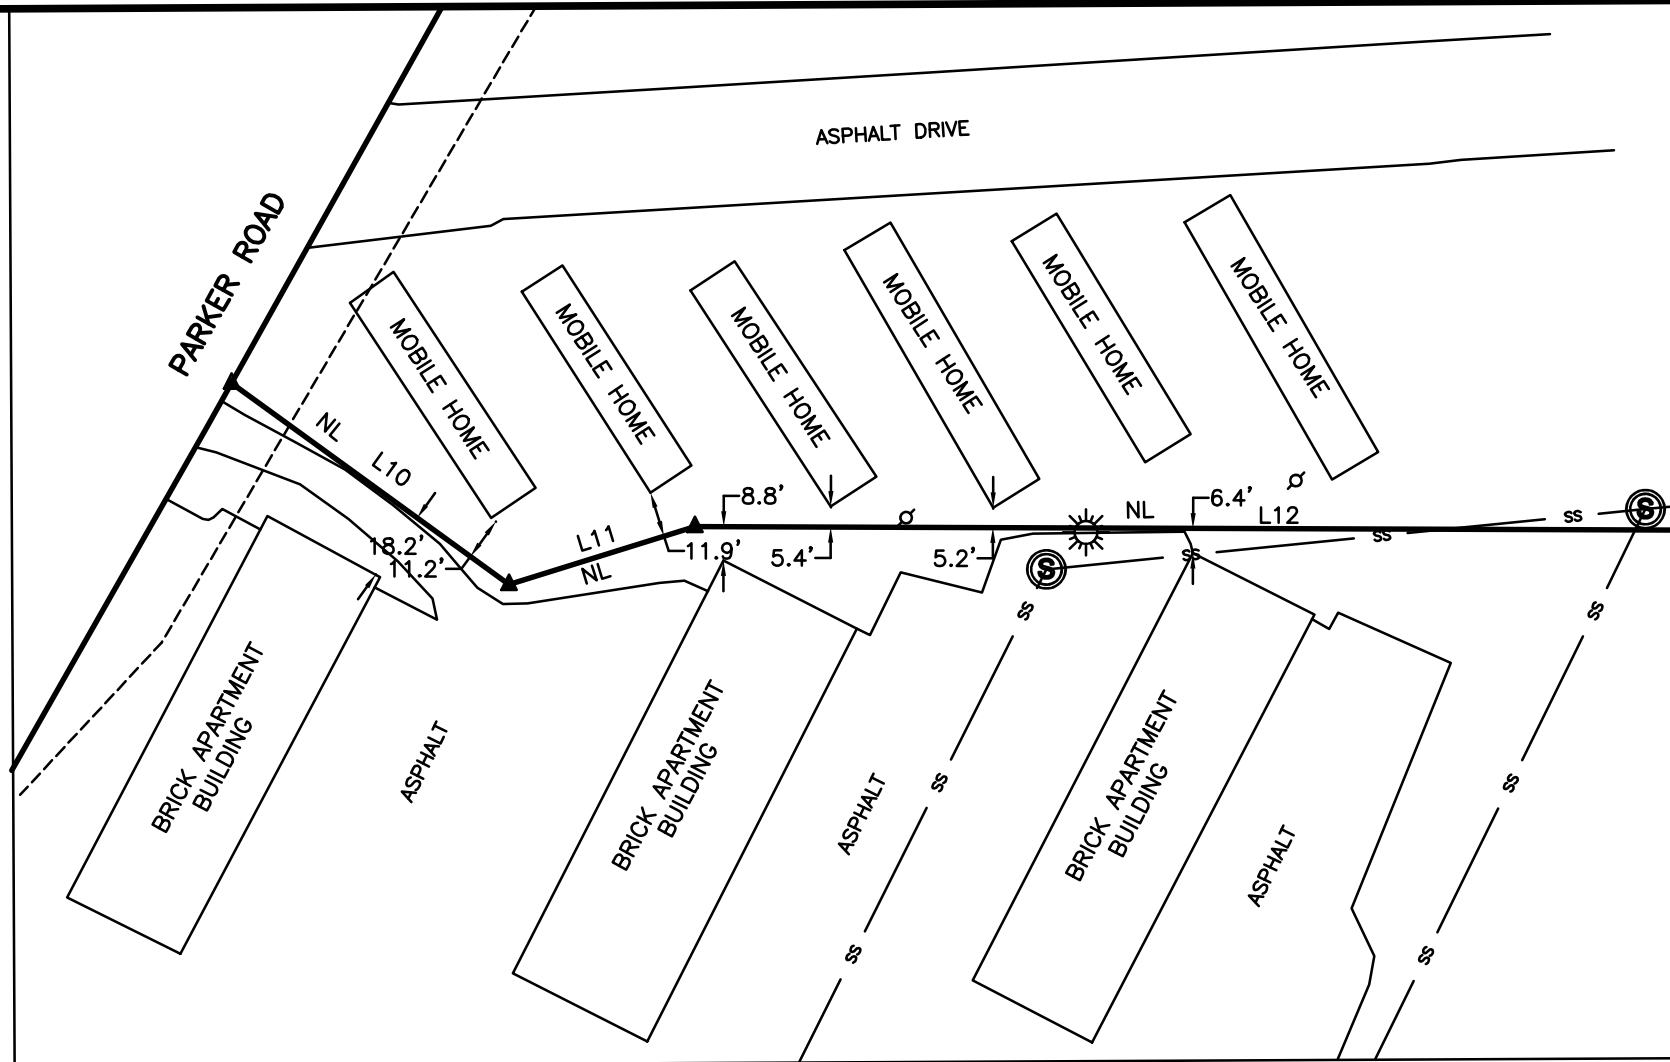 ASPHALT DRIVE
PARKER ROAD
MOBILE HOME
MOBILE HOME
MOBILE HOME
MOBILE HOME
MOBILE HOME
MOBILE HOME
NL
L10
8.8'
6.4'
NL
L12
SS
S
L11
NL
18.2'
11.2'
11.9'
5.4'
5.2'
SS
SS
S
SS
SS
BRICK APARTMENT
BUILDING
ASPHALT
BRICK APARTMENT
BUILDING
ASPHALT
SS
BRICK APARTMENT
BUILDING
ASPHALT
SS
SS
SS